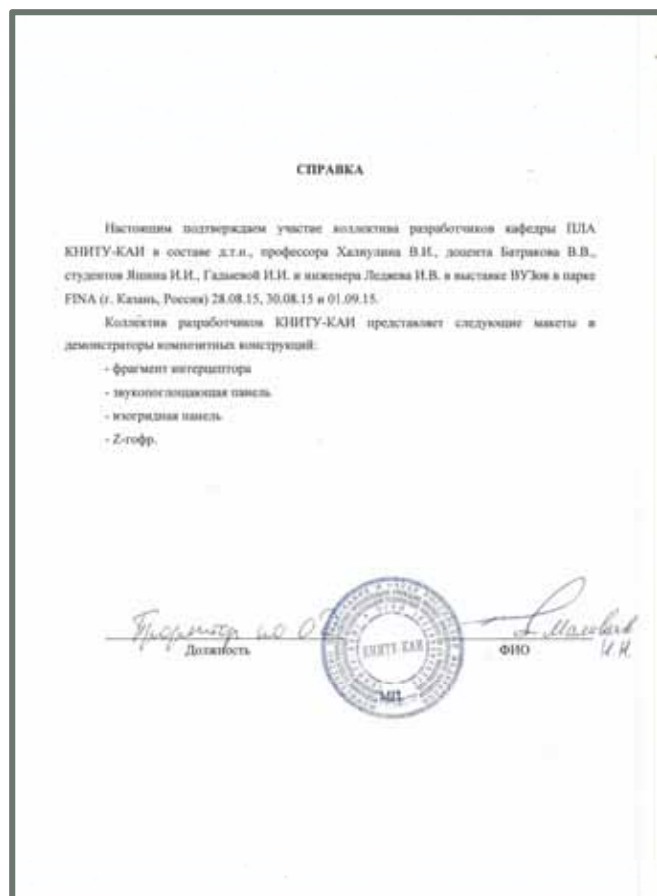 СПРАВКА
Настоящим подтверждаем участие коллектива разработчиков кафедры ПЛА
КНИТУ-КАИ в составе д.т.н., профессора Халиулина В.И., доцента Батракова В.В.,
студентов Яшина И.И., Гадыевой И.И. и инженера Леднева И.В. в выставке ВУЗов в парке
FINA (г. Казань, Россия) 28.08.15, 30.08.15 и 01.09.15.
Коллектив разработчиков КНИТУ-КАИ представляет следующие макеты и
демонстраторы композитных конструкций:
- фрагмент интерцептора
- звукопоглощающая панель
- изогридная панель
- Z-гофр.
Проректор по
КНИТУ-КАИ
Должность
ФИО
И.Н.
МП